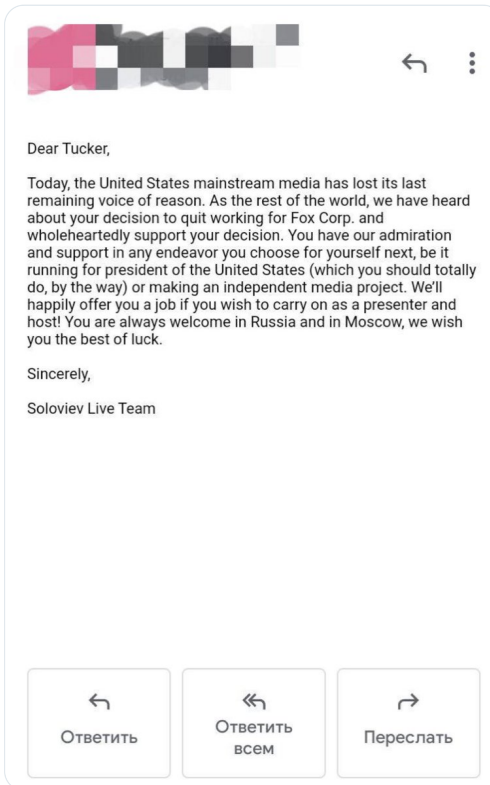 Dear Tucker,
Today, the United States mainstream media has lost its last
remaining voice of reason. As the rest of the world, we have heard
about your decision to quit working for Fox Corp. and
wholeheartedly support your decision. You have our admiration
and support in any endeavor you choose for yourself next, be it
running for president of the United States (which you should totally
do, by the way) or making an independent media project. We'll
happily offer you a job if you wish to carry on as a presenter and
host! You are always welcome in Russia and in Moscow, we wish
you the best of luck.
Sincerely,
Soloviev Live Team
Ответить
Ответить
всем
Переслать